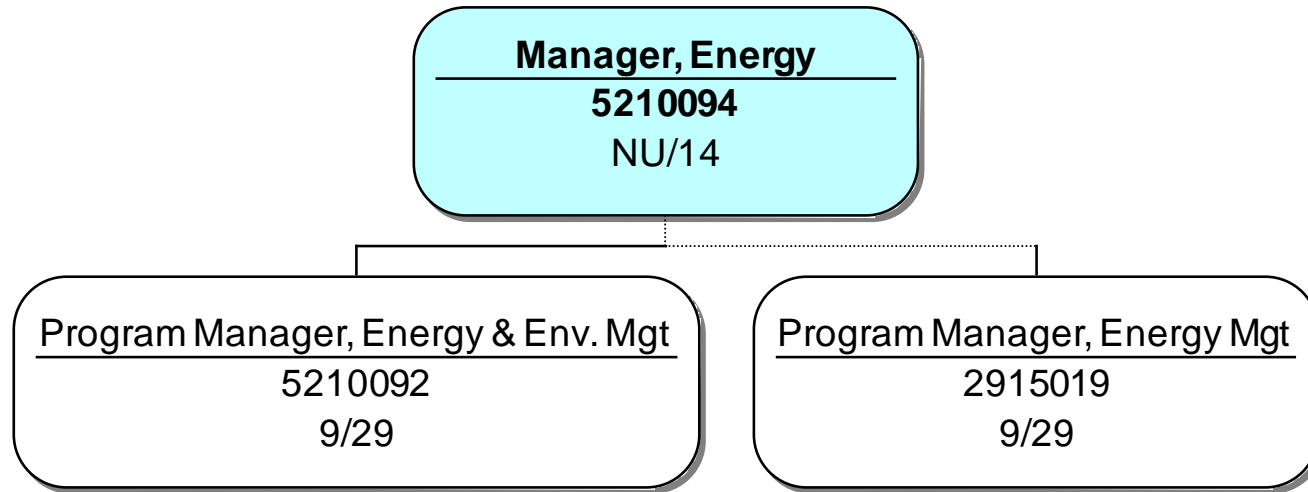 Manager, Energy
5210094
NU/14
Program Manager, Energy & Env. Mgt
5210092
9/29
Program Manager, Energy Mgt
2915019
9/29